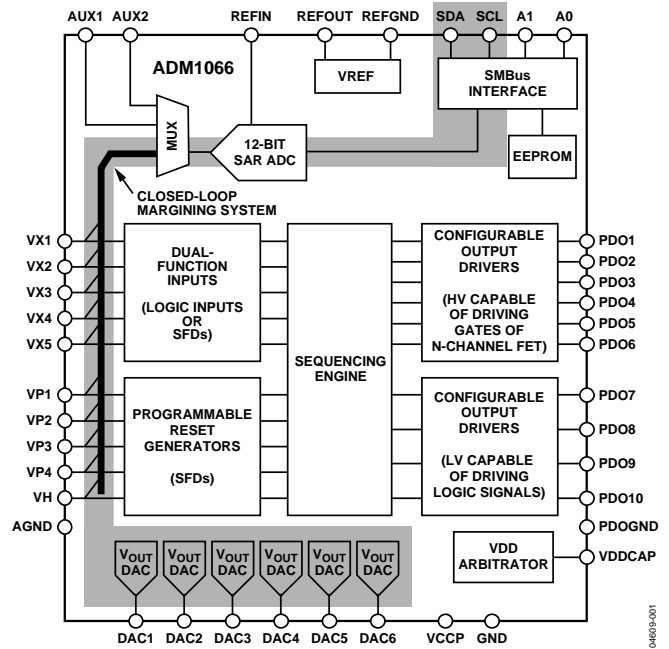 AUX1 AUX2 REFIN REFOUT REFGND SDA SCL A1 A0
ADM1066
VREF
SMBus
INTERFACE
MUX
12-BIT
SAR ADC
EEPROM
CLOSED-LOOP
MARGINING SYSTEM
VX1
VX2
VX3
VX4
VX5
DUAL-
FUNCTION
INPUTS
(LOGIC INPUTS
OR
SFDs)
SEQUENCING
ENGINE
CONFIGURABLE
OUTPUT
DRIVERS
(HV CAPABLE
OF DRIVING
GATES OF
N-CHANNEL FET)
PDO1
PDO2
PDO3
PDO4
PDO5
PDO6
VP1
VP2
VP3
VP4
VH
AGND
PROGRAMMABLE
RESET
GENERATORS
(SFDs)
CONFIGURABLE
OUTPUT
DRIVERS
(LV CAPABLE
OF DRIVING
LOGIC SIGNALS)
PDO7
PDO8
PDO9
PDO10
PDOGND
VDDCAP
VOUT VOUT VOUT VOUT VOUT VOUT
DAC DAC DAC DAC DAC DAC
VDD
ARBITRATOR
DAC1 DAC2 DAC3 DAC4 DAC5 DAC6 VCCP GND
04609-001